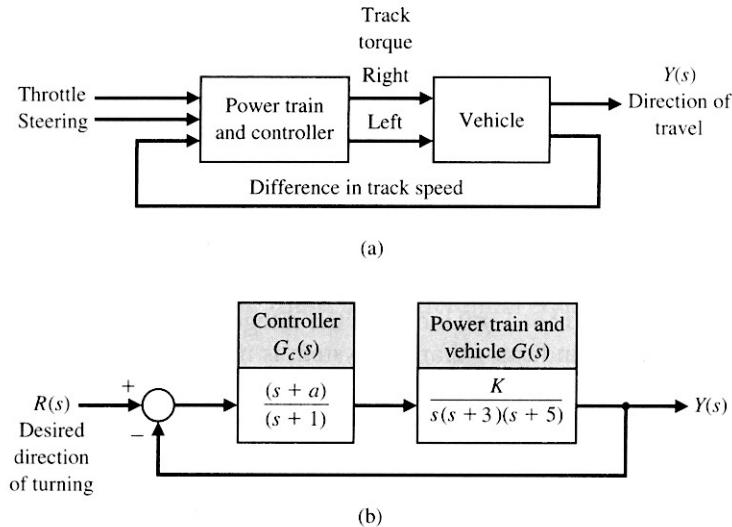 Track
torque
Throttle
Steering
Power train
and controller
Right
Left
Vehicle
Y(s)
Direction of
travel
Difference in track speed
(a)
Controller
G_c(s)
(s + a)
(s + 1)
Power train and
vehicle G(s)
K
s(s + 3)(s + 5)
R(s)
Desired
direction
of turning
+
−
Y(s)
(b)